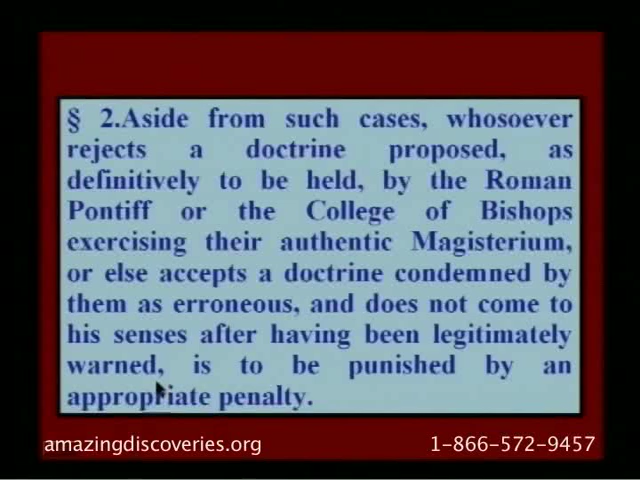 § 2.Aside from such cases, whosoever
rejects a doctrine proposed, as
definitively to be held, by the Roman
Pontiff or the College of Bishops
exercising their authentic Magisterium,
or else accepts a doctrine condemned by
them as erroneous, and does not come to
his senses after having been legitimately
warned, is to be punished by an
appropriate penalty.
amazingdiscoveries.org 1-866-572-9457